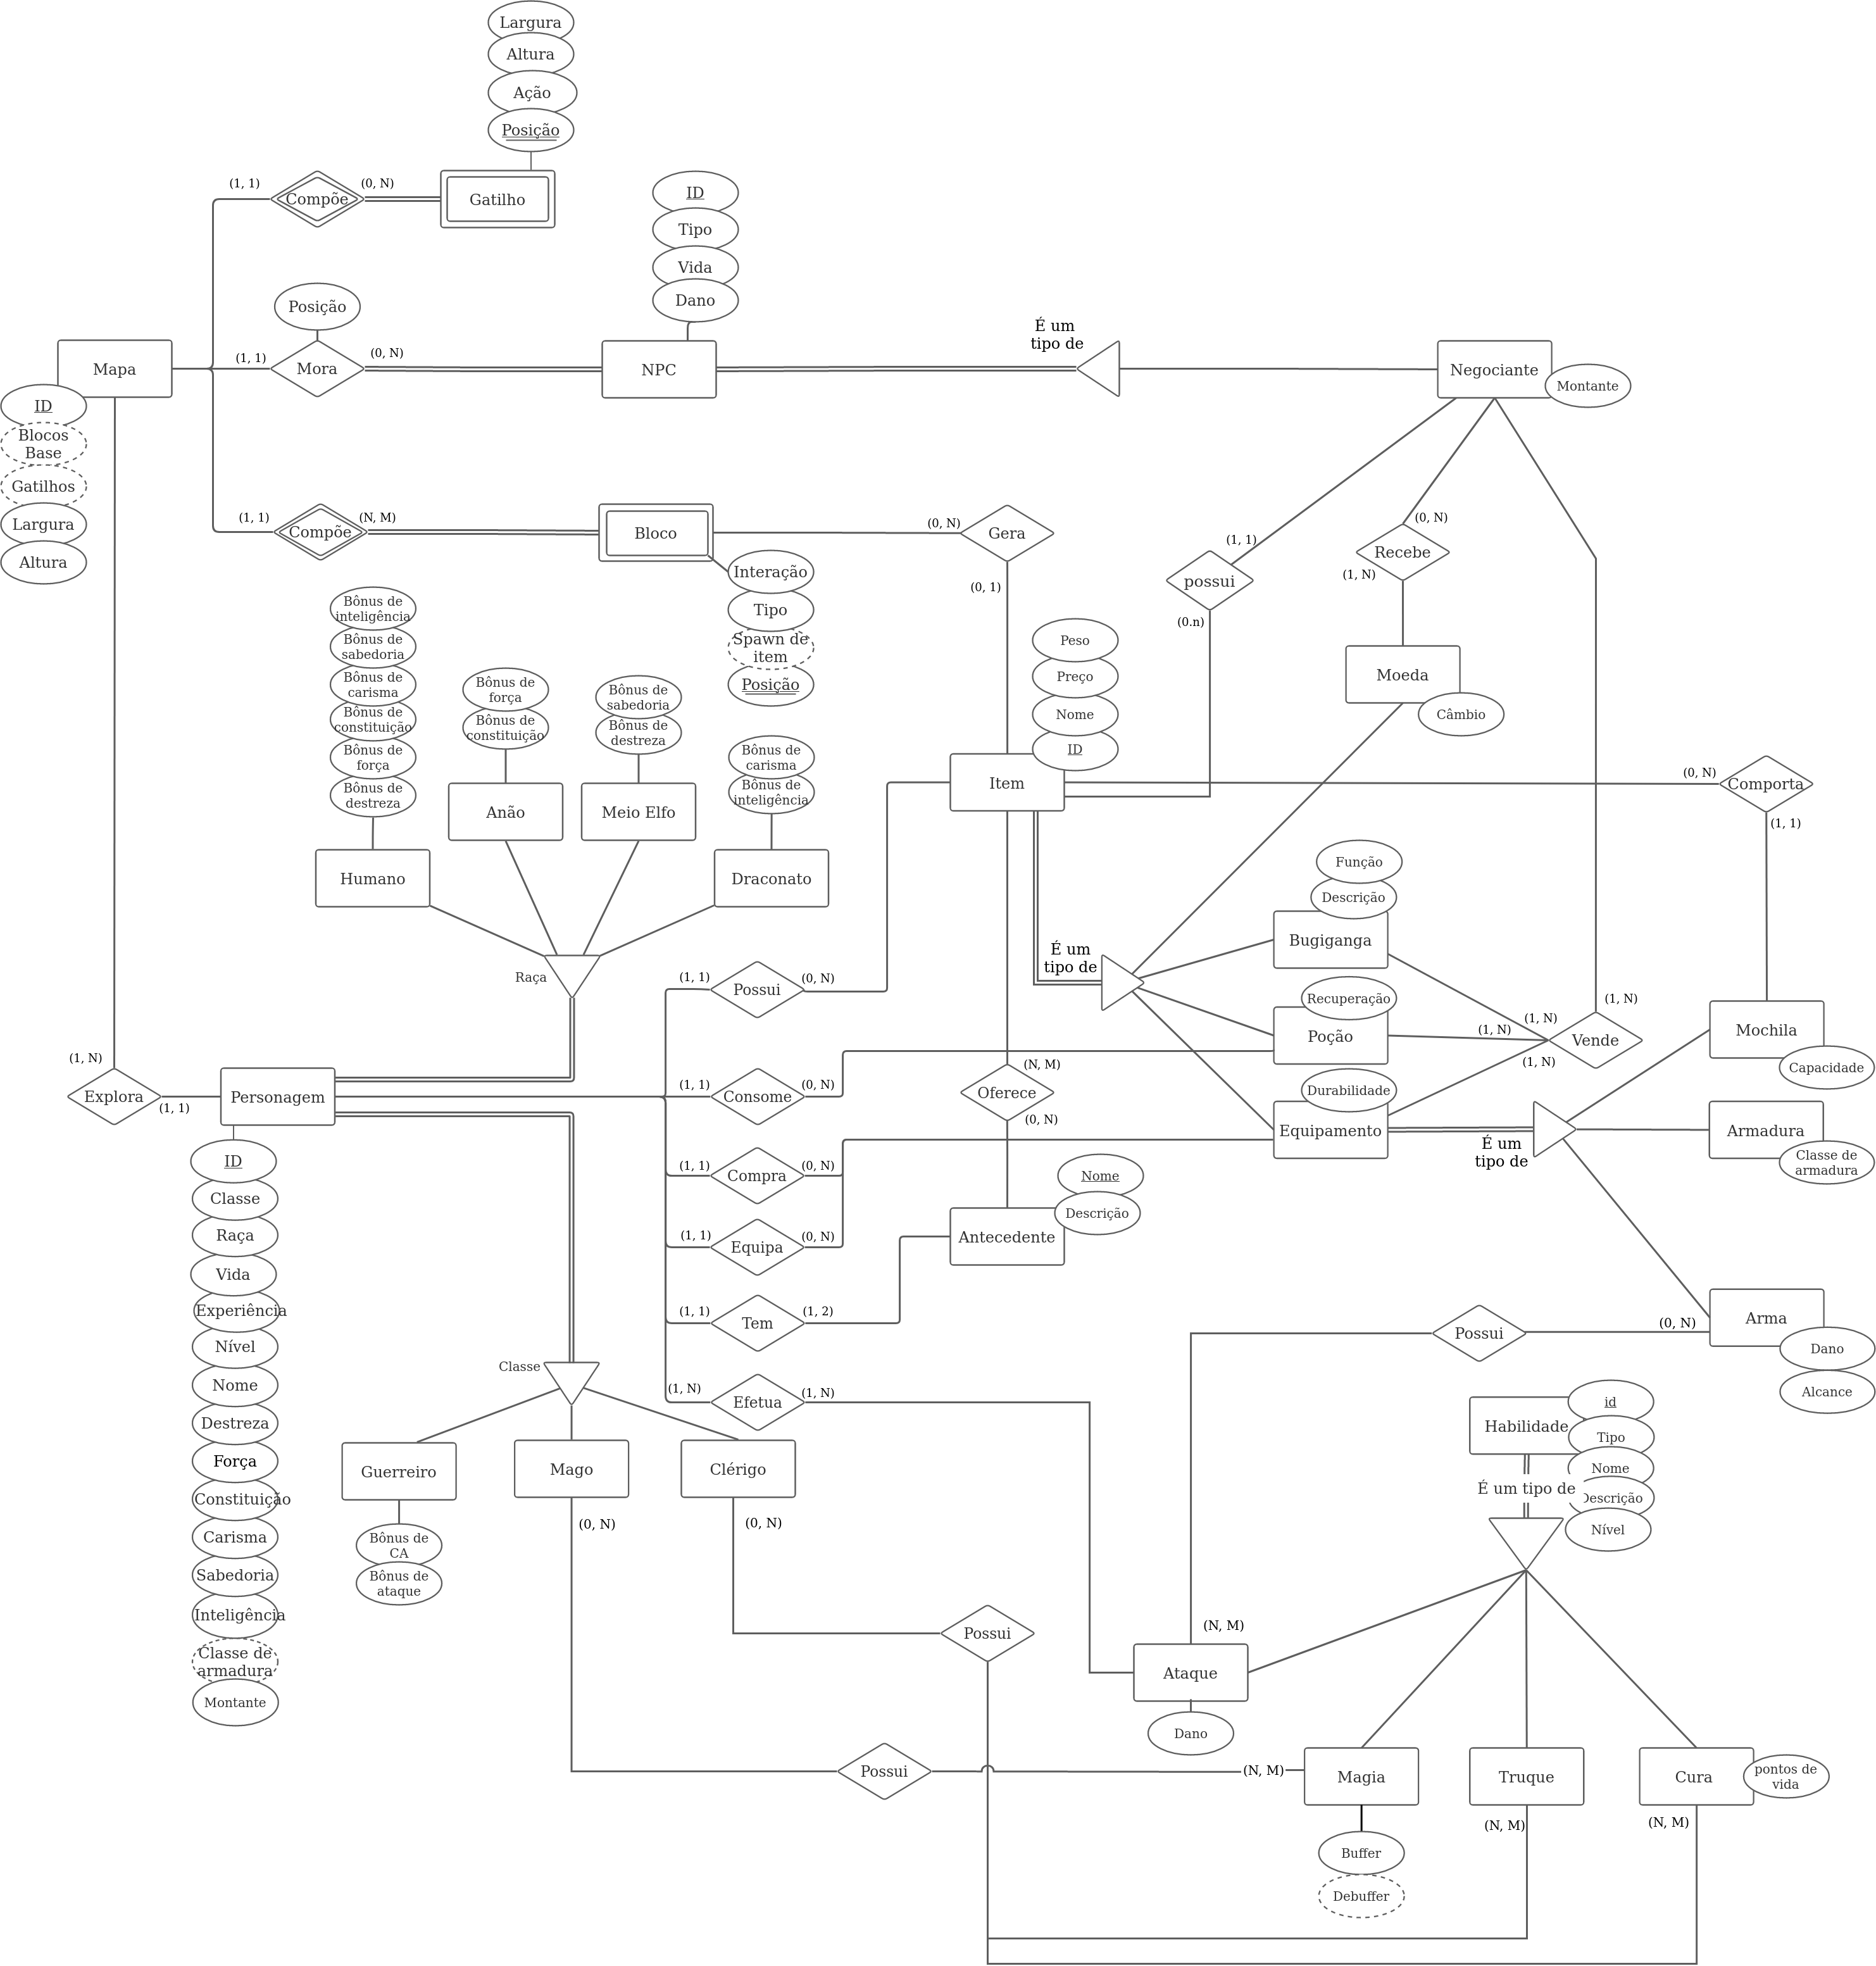 Largura
Altura
Ação
Posição
(1, 1)
Compõe
(0, N)
Gatilho
ID
Tipo
Vida
Dano
Posição
Mapa
(1, 1)
Mora
(0, N)
NPC
É um
tipo de
Negociante
Montante
ID
Blocos
Base
Gatilhos
Largura
Altura
(1, 1)
Compõe
(N, M)
Bloco
(0, N)
Gera
(0, 1)
Interação
Tipo
Spawn de
item
Posição
(1, 1)
possui
(0.n)
(0, N)
Recebe
(1, N)
Moeda
Câmbio
Bônus de
inteligência
Bônus de
sabedoria
Bônus de
carisma
Bônus de
constituição
Bônus de
força
Bônus de
destreza
Bônus de
força
Bônus de
constituição
Bônus de
sabedoria
Bônus de
destreza
Bônus de
carisma
Bônus de
inteligência
Humano
Anão
Meio Elfo
Draconato
Raça
Peso
Preço
Nome
ID
Item
(0, N)
Comporta
(1, 1)
Função
Descrição
Bugiganga
É um
tipo de
Recuperação
Poção
Durabilidade
Equipamento
(1, N)
(1, N)
(1, N)
(1, N)
Vende
Mochila
Capacidade
É um
tipo de
Armadura
Classe de
armadura
Arma
Dano
Alcance
(1, N)
Explora
(1, 1)
Personagem
(1, 1)
Possui
(0, N)
(1, 1)
Consome
(0, N)
(1, 1)
Compra
(0, N)
(1, 1)
Equipa
(0, N)
(1, 1)
Tem
(1, 2)
(1, N)
Efetua
(1, N)
(N, M)
Oferece
(0, N)
Nome
Descrição
Antecedente
ID
Classe
Raça
Vida
Experiência
Nível
Nome
Destreza
Força
Constituição
Carisma
Sabedoria
Inteligência
Classe de
armadura
Montante
Classe
Guerreiro
Mago
Clérigo
Bônus de
CA
Bônus de
ataque
(0, N)
(0, N)
Possui
(0, N)
Habilidade
id
Tipo
Nome
Descrição
Nível
É um tipo de
Possui
(N, M)
Ataque
Dano
Possui
(N, M)
Magia
Truque
Cura
pontos de
vida
(N, M)
(N, M)
Buffer
Debuffer